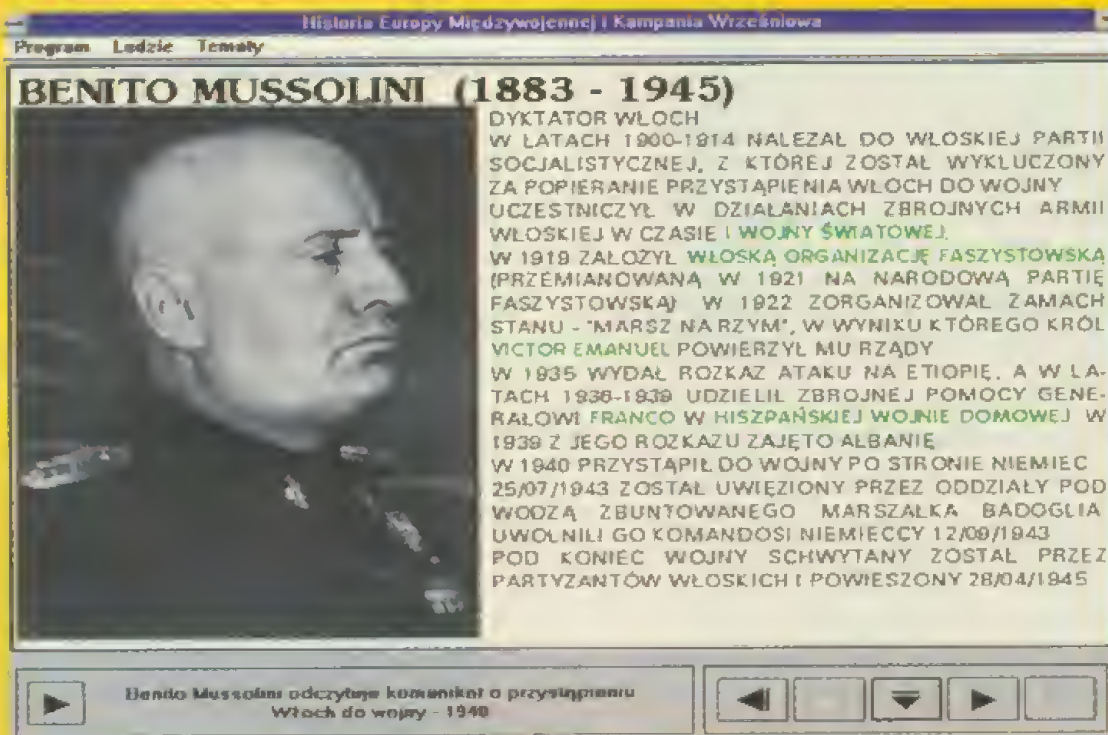 Historia Europy Międzywojennej i Kampania Wrześniowa
Program Ludzie Tematy
BENITO MUSSOLINI (1883 - 1945)
DYKTATOR WŁOCH
W LATACH 1900-1914 NALEŻAŁ DO WŁOSKIEJ PARTII
SOCJALISTYCZNEJ, Z KTÓREJ ZOSTAŁ WYKLUCZONY
ZA POPIERANIE PRZYSTĄPIENIA WŁOCH DO WOJNY
UCZESTNICZYŁ W DZIAŁANIACH ZBROJNYCH ARMII
WŁOSKIEJ W CZASIE I WOJNY ŚWIATOWEJ.
W 1919 ZAŁOŻYŁ WŁOSKĄ ORGANIZACJĘ FASZYSTOWSKĄ
(PRZEMIANOWANĄ W 1921 NA NARODOWĄ PARTIĘ
FASZYSTOWSKĄ). W 1922 ZORGANIZOWAŁ ZAMACH
STANU - "MARSZ NA RZYM", W WYNIKU KTÓREGO KRÓL
VICTOR EMANUEL POWIERZYŁ MU RZĄDY
W 1935 WYDAŁ ROZKAZ ATAKU NA ETIOPIĘ, A W LA-
TACH 1936-1939 UDZIELIŁ ZBROJNEJ POMOCY GENE-
RAŁOWI FRANCO W HISZPAŃSKIEJ WOJNIE DOMOWEJ W
1939 Z JEGO ROZKAZU ZAJĘTO ALBANIĘ
W 1940 PRZYSTĄPIŁ DO WOJNY PO STRONIE NIEMIEC
25/07/1943 ZOSTAŁ UWIĘZIONY PRZEZ ODDZIAŁY POD
WODZĄ ZBUNTOWANEGO MARSZAŁKA BADOGLIA
UWOLNILI GO KOMANDOSI NIEMIECCY 12/09/1943
POD KONIEC WOJNY SCHWYTANY ZOSTAŁ PRZEZ
PARTYZANTÓW WŁOSKICH I POWIESZONY 28/04/1945
Benito Mussolini odczytuje komunikat o przystąpieniu
Włoch do wojny - 1940